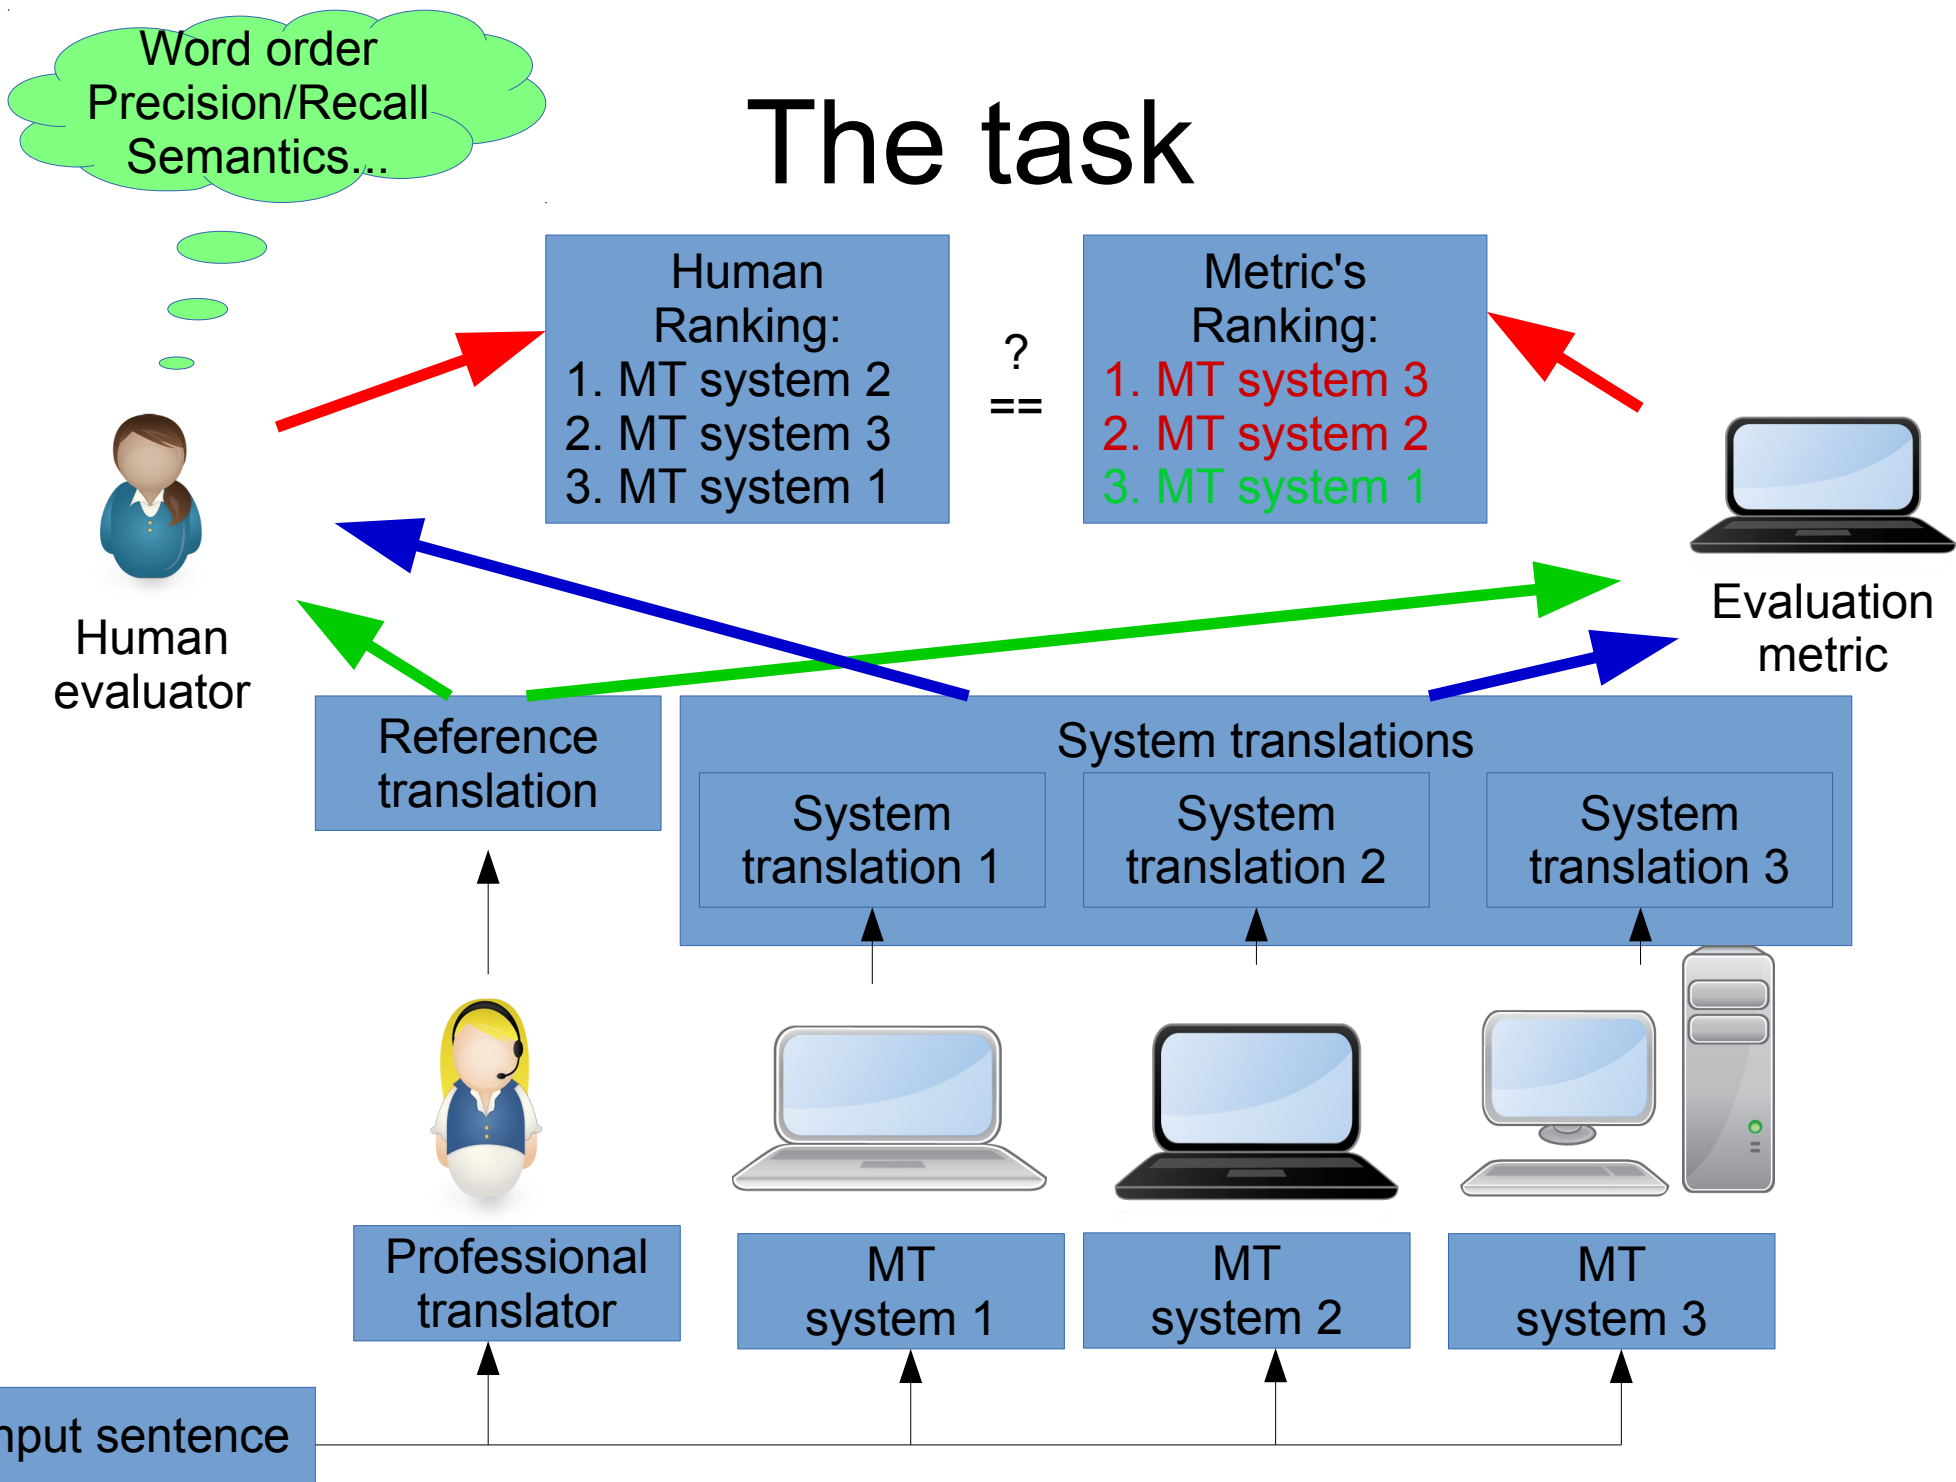 Word order
Precision/Recall
Semantics...
The task
Human
Ranking:
1. MT system 2
2. MT system 3
3. MT system 1
?
==
Metric's
Ranking:
1. MT system 3
2. MT system 2
3. MT system 1
Human
evaluator
Evaluation
metric
Reference
translation
System translations
System
translation 1
System
translation 2
System
translation 3
Professional
translator
MT
system 1
MT
system 2
MT
system 3
nput sentence